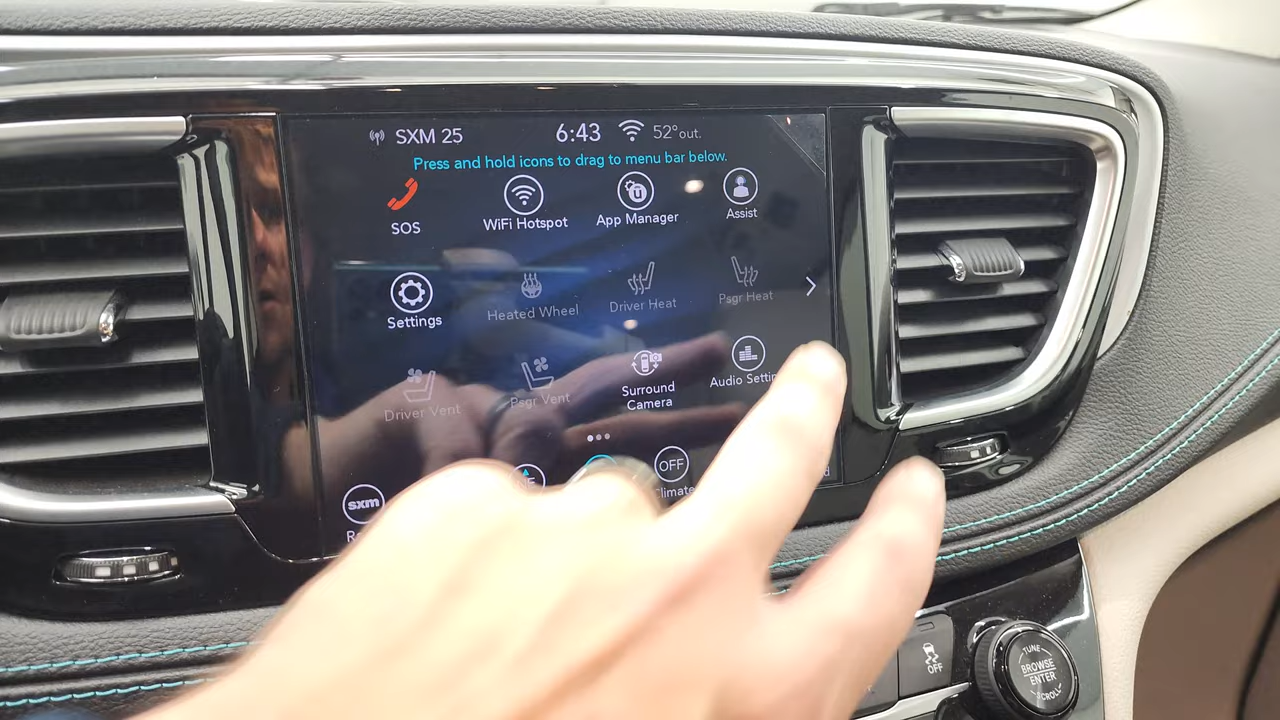 SXM 25 6:43 52° out.
Press and hold icons to drag to menu bar below.
SOS WiFi Hotspot App Manager Assist
Settings Heated Wheel Driver Heat Psgr Heat
Driver Vent Psgr Vent Surround
Camera Audio
OFF
sxm
OFF
TUNE
BROWSE
ENTER
SCROLL